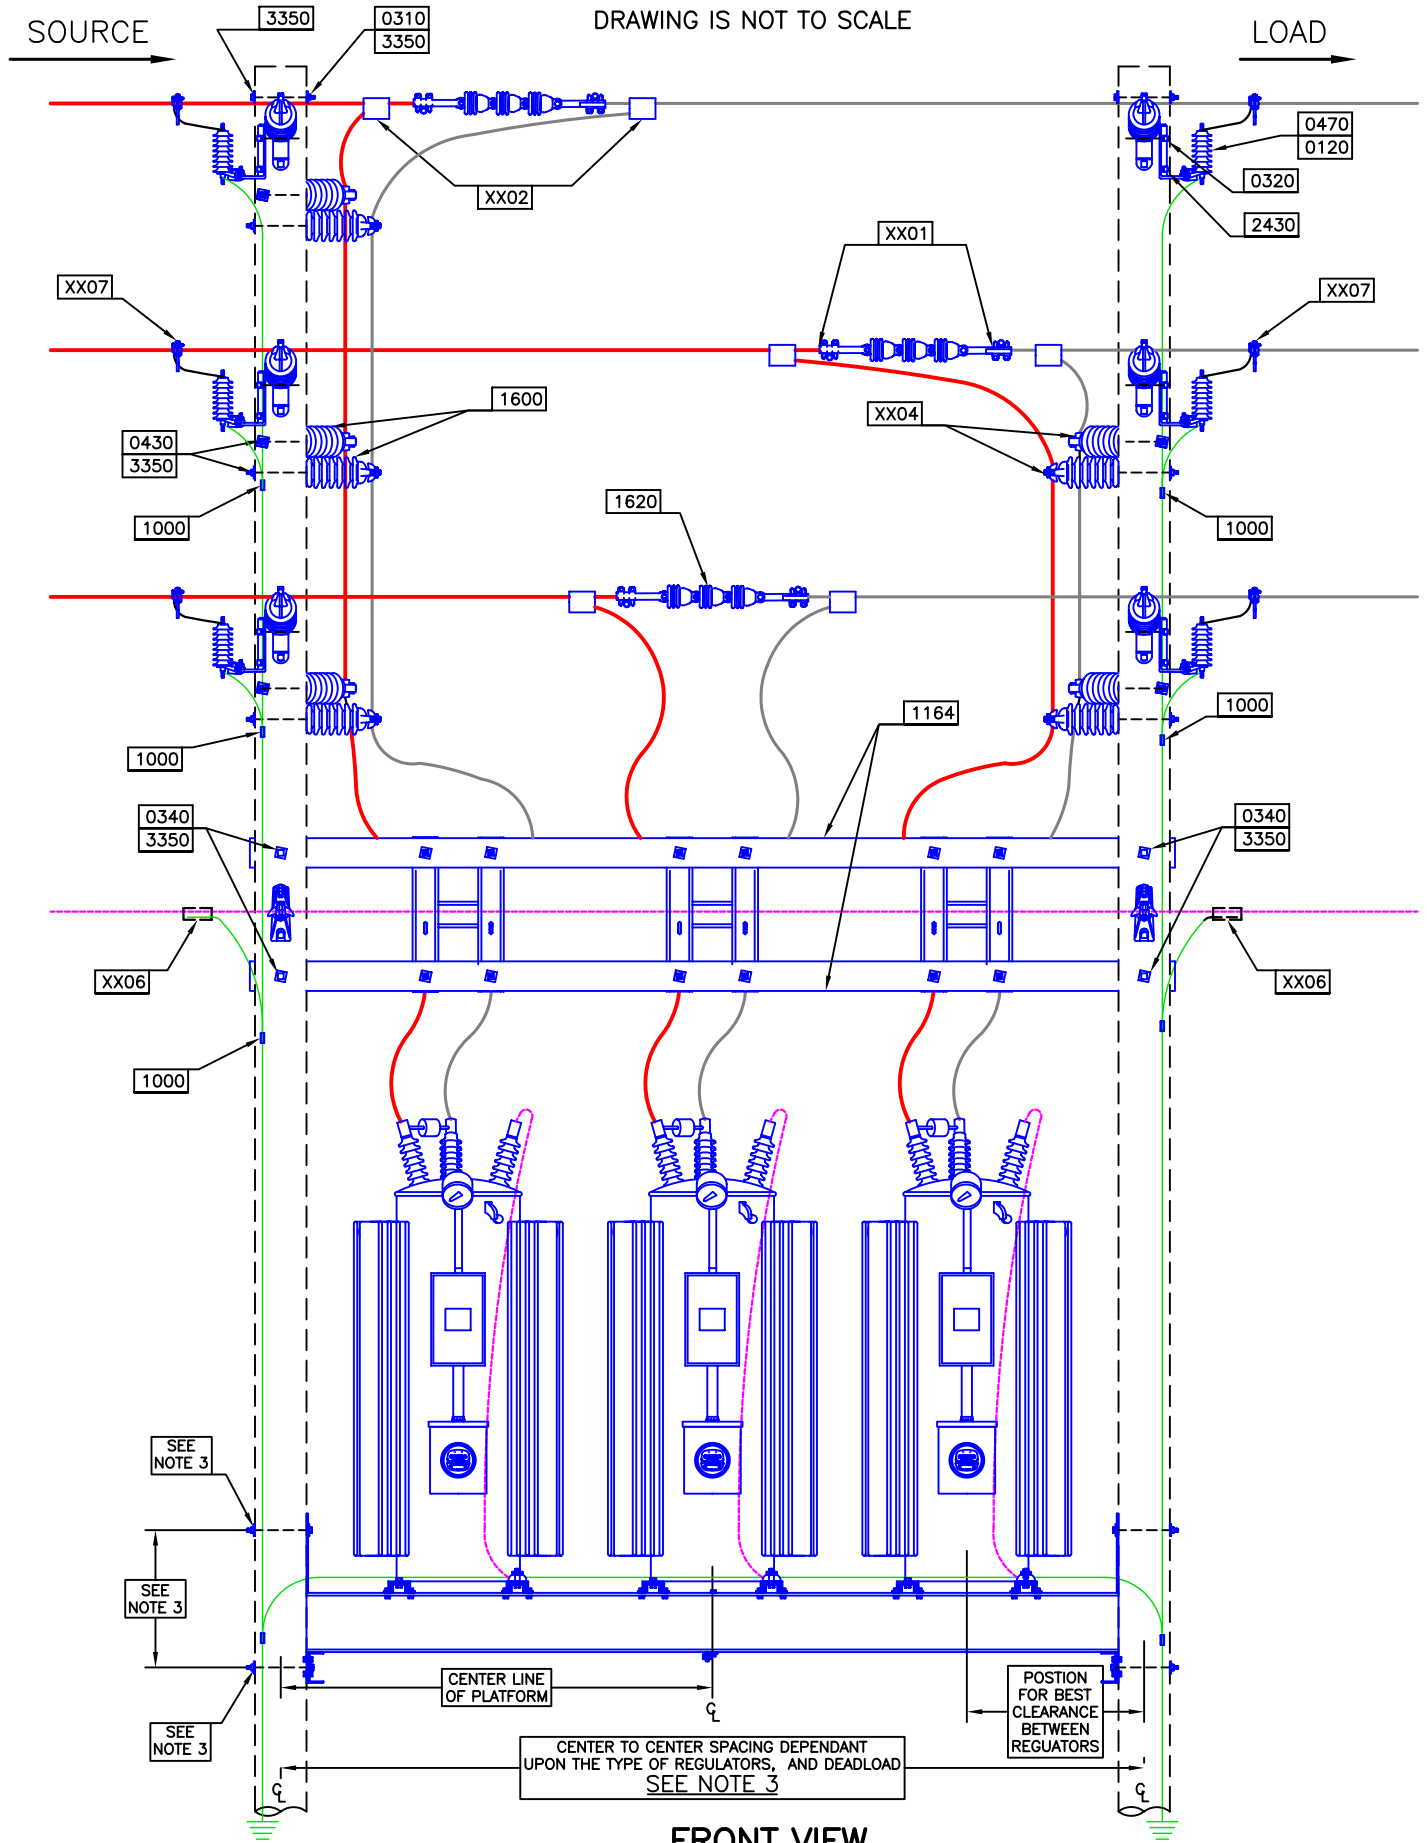 DRAWING IS NOT TO SCALE
SOURCE
3350
0310
3350
LOAD
0470
0120
0320
2430
XX02
XX01
XX07
XX07
1600
XX04
0430
3350
1620
1000
1000
1164
1000
1000
0340
3350
0340
3350
XX06
XX06
1000
SEE
NOTE 3
SEE
NOTE 3
SEE
NOTE 3
CENTER LINE
OF PLATFORM
POSTION
FOR BEST
CLEARANCE
BETWEEN
REGUATORS
CL
CENTER TO CENTER SPACING DEPENDANT
UPON THE TYPE OF REGULATORS, AND DEADLOAD
SEE NOTE 3
CL
CL
FRONT VIEW